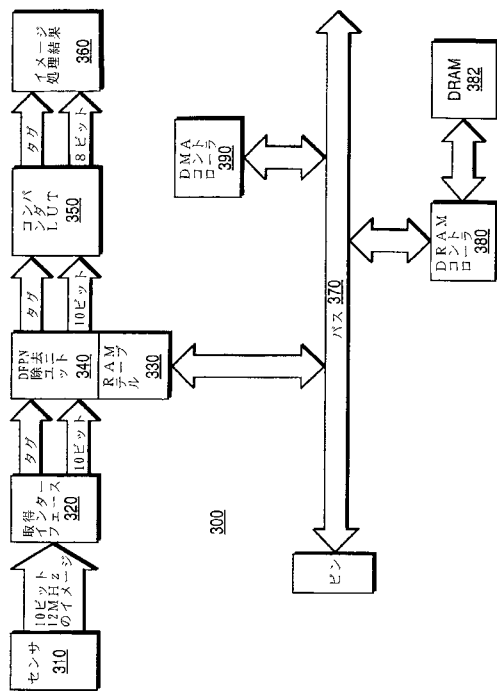 センサ
310
10ビット
12MHz
のイメージ
取得
インター
フェース
320
タグ
10ビット
DFPN
除去ユ
ニット
340
RAM
テーブ
ル
330
タグ
10ビット
コンパ
ンダ
LUT
350
タグ
8ビット
イメージ
処理結果
360
300
DMA
コント
ローラ
390
ピン
バス 370
DRAM
コント
ローラ
380
DRAM
382